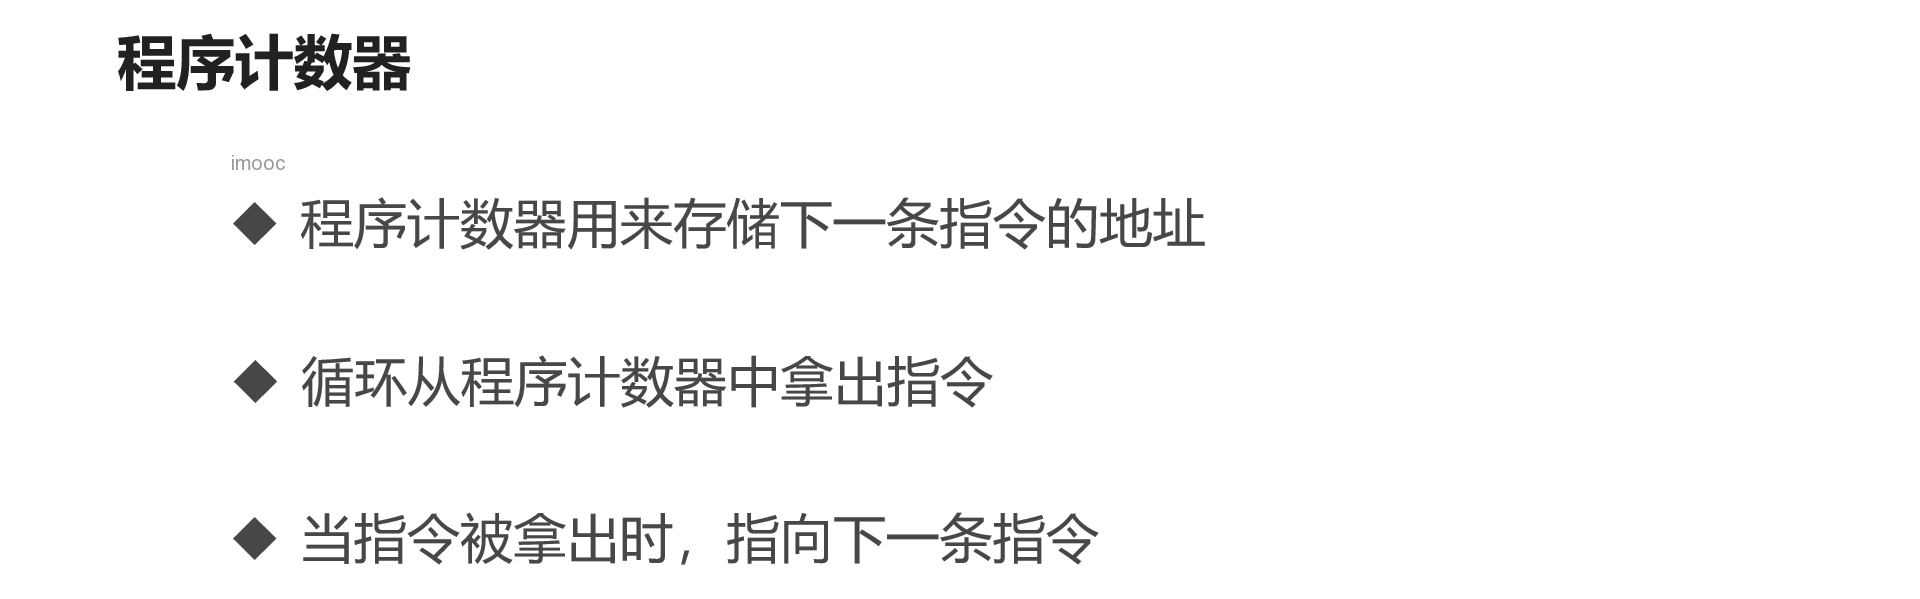 程序计数器
imooc
◆ 程序计数器用来存储下一条指令的地址
◆ 循环从程序计数器中拿出指令
◆ 当指令被拿出时，指向下一条指令